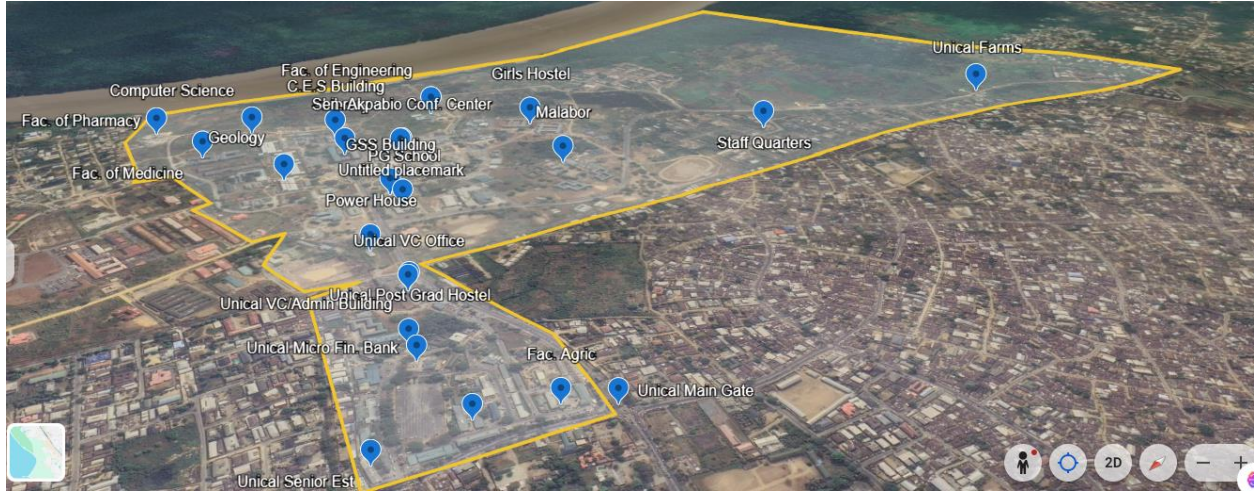 Unical Farms
Fac. of Engineering
Girls Hostel
C.E.S Building
Computer Science
Akpabio Conf. Center
Malabor
Fac. of Pharmacy
Geology
GSS Building
Staff Quarters
PG School
Untitled placemark
Fac. of Medicine
Power House
Unical VC Office
Unical Post Grad Hostel
Unical VC/Admin Building
Unical Micro Fin. Bank
Fac. Agric
Unical Main Gate
2D
Unical Senior Est